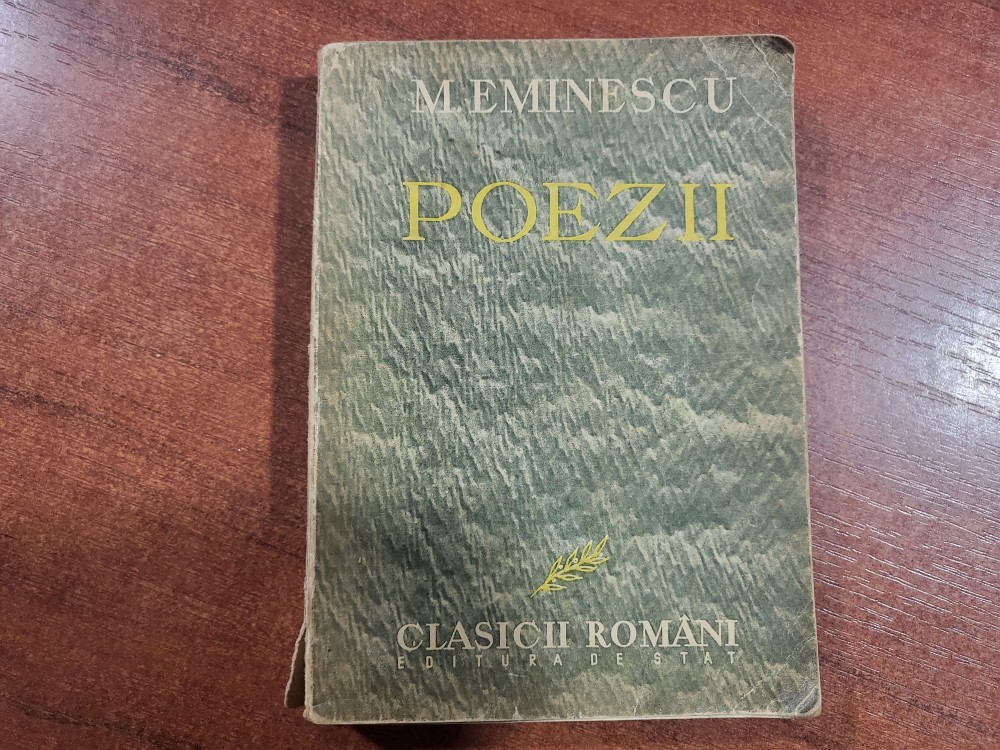 M. EMINESCU
POEZII
CLASICII ROMÂNI
EDITURA DE STAT